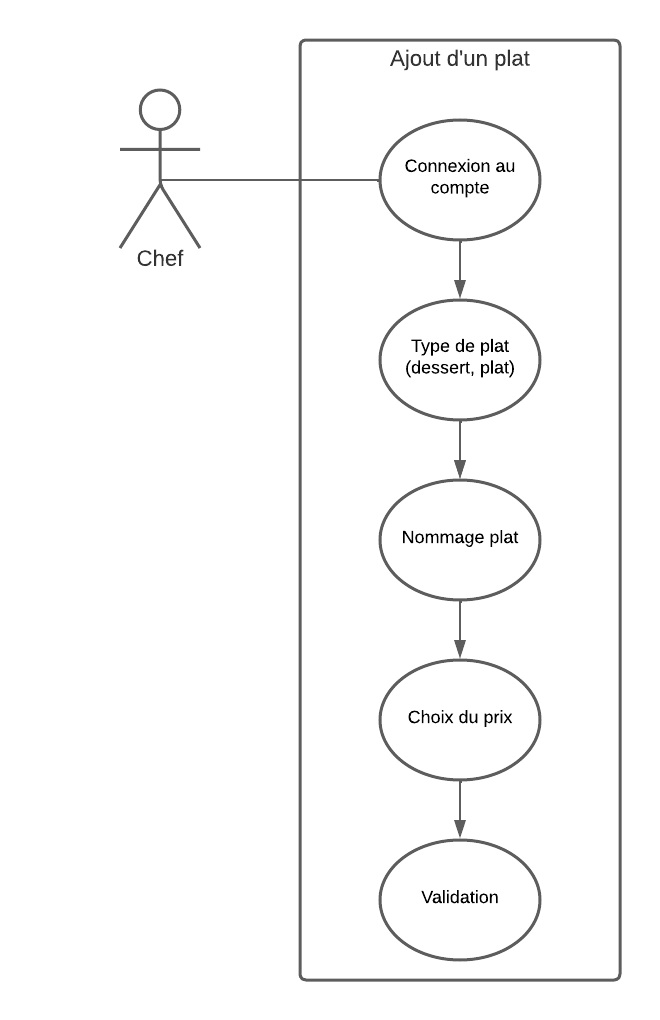 Ajout d'un plat
Chef
Connexion au
compte
Type de plat
(dessert, plat)
Nommage plat
Choix du prix
Validation